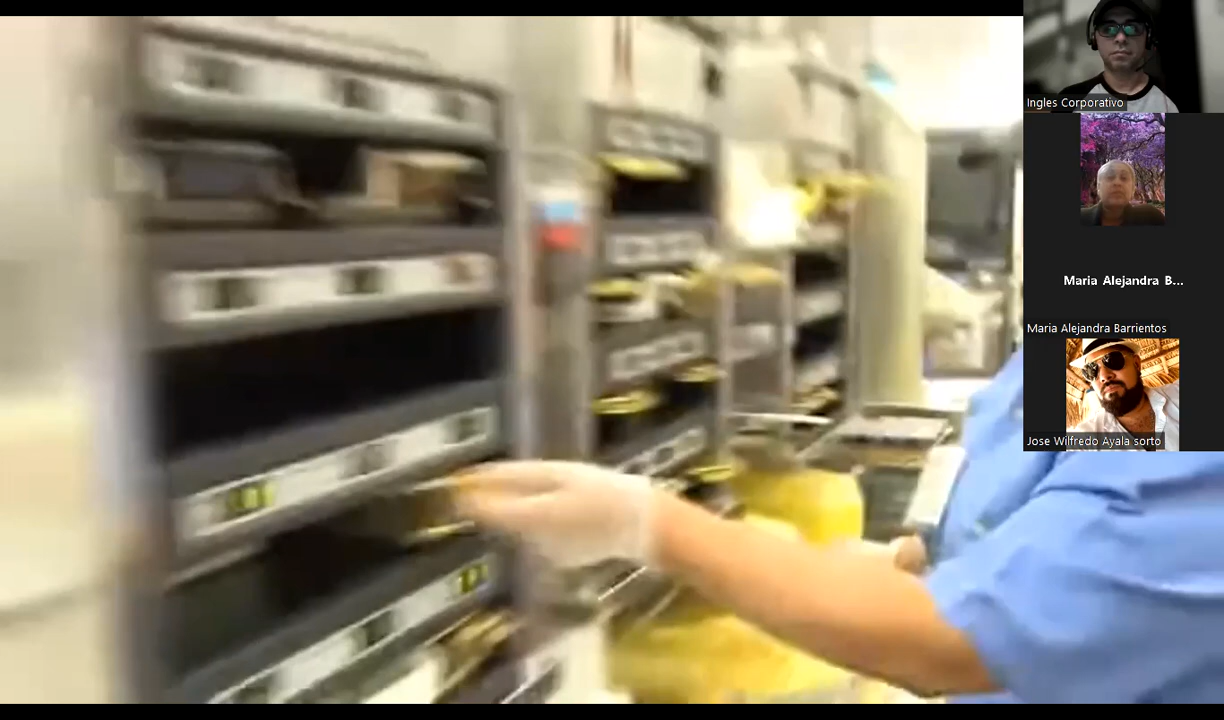 Ingles Corporativo
Maria Alejandra B...
Maria Alejandra Barrientos
Jose Wilfredo Ayala sorto